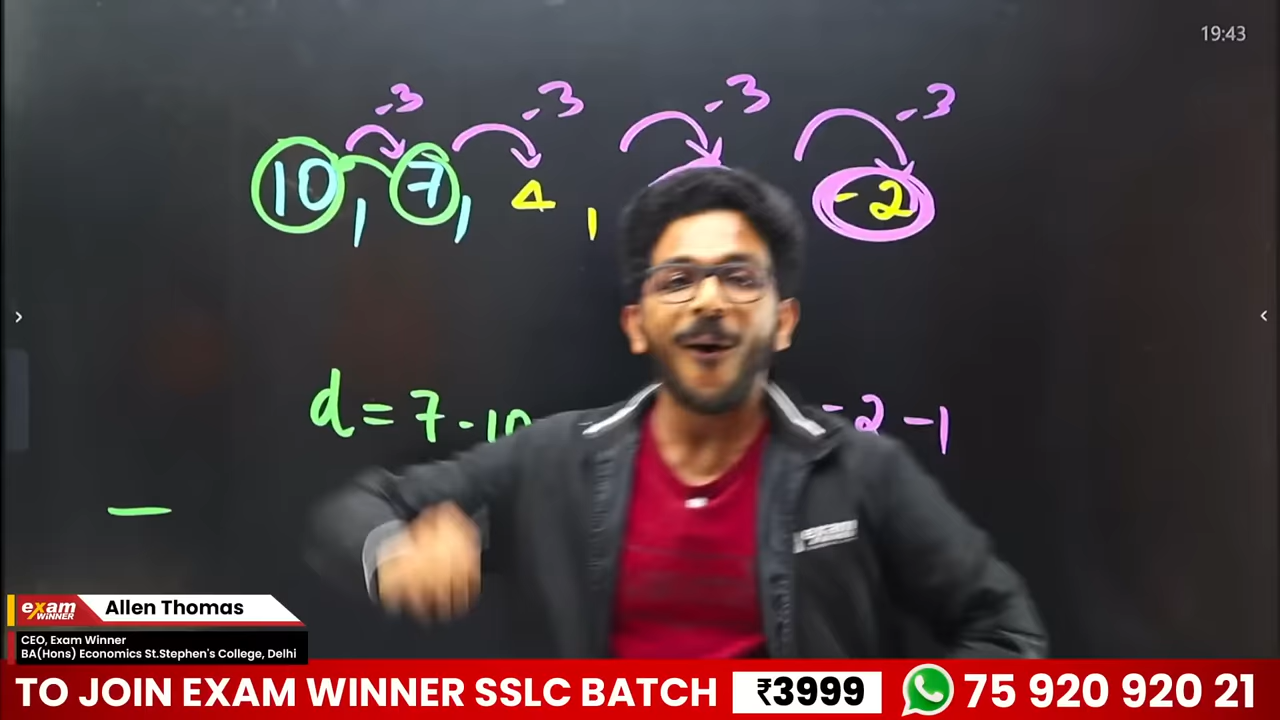 19:43
-3 -3 -3 -3
10, 7, 4, -2
d = 7 - 10 -2 -1
—
exam WINNER
Allen Thomas
CEO, Exam Winner
BA(Hons) Economics St.Stephen's College, Delhi
TO JOIN EXAM WINNER SSLC BATCH ₹3999 75 920 920 21